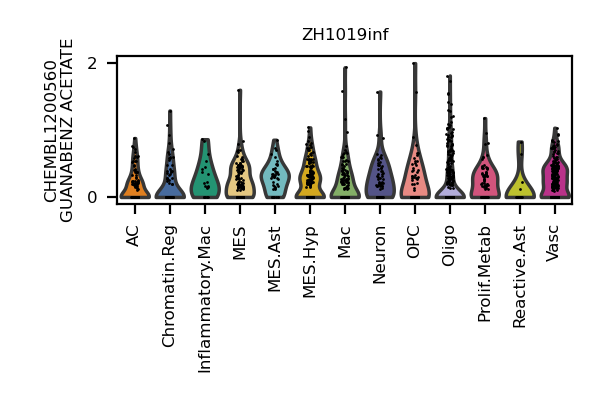 ZH1019inf
CHEMBL1200560
GUANABENZ ACETATE
2
0
AC
Chromatin.Reg
Inflammatory.Mac
MES
MES.Ast
MES.Hyp
Mac
Neuron
OPC
Oligo
Prolif.Metab
Reactive.Ast
Vasc